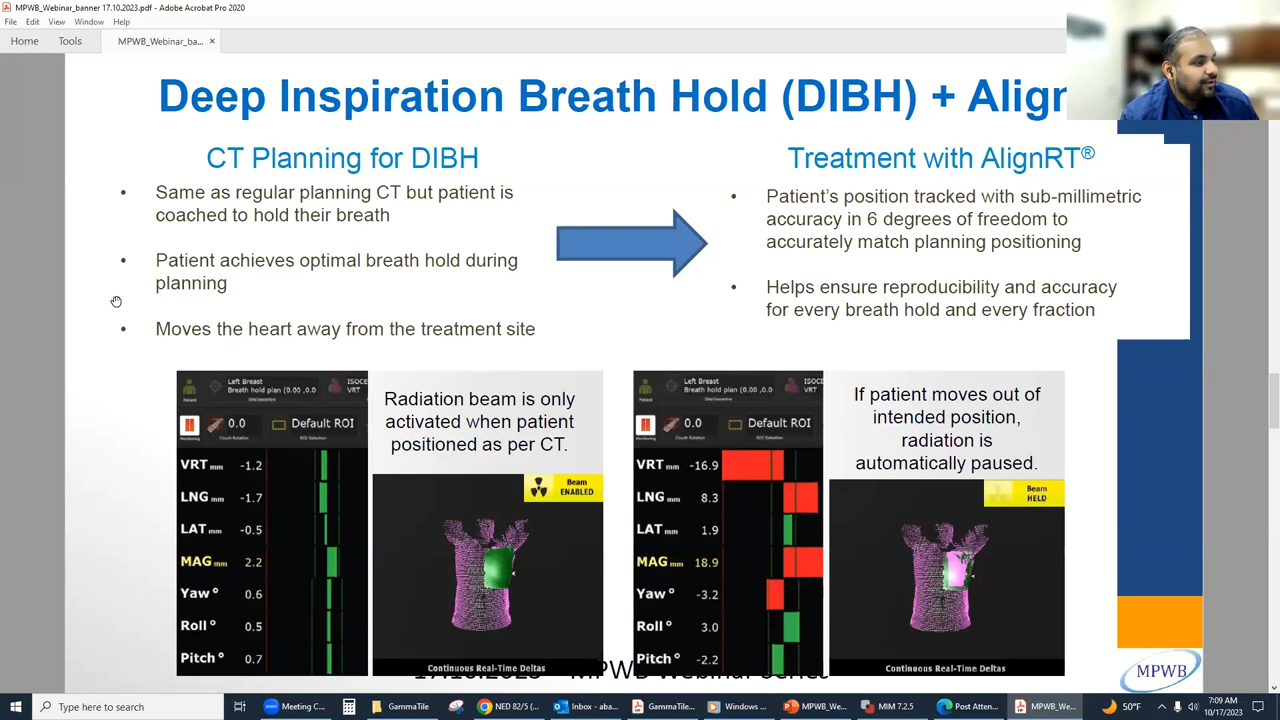 MPWB_Webinar_banner 17.10.2023.pdf - Adobe Acrobat Pro 2020
File Edit View Window Help
Home Tools MPWB_Webinar_ba... ×
Deep Inspiration Breath Hold (DIBH) + Align
CT Planning for DIBH
• Same as regular planning CT but patient is
coached to hold their breath
• Patient achieves optimal breath hold during
planning
• Moves the heart away from the treatment site
Treatment with AlignRT®
• Patient's position tracked with sub-millimetric
accuracy in 6 degrees of freedom to
accurately match planning positioning
• Helps ensure reproducibility and accuracy
for every breath hold and every fraction
Left Breast
Breath hold plan (0.00 ,0.0
ISOCE
VRT
Patient
Site/Isocentre
0.0 Default ROI
Monitoring Couch Rotation ROI Selection
VRT mm -1.2
LNG mm -1.7
LAT mm -0.5
MAG mm 2.2
Yaw ° 0.6
Roll ° 0.5
Pitch ° 0.7
Radiation beam is only
activated when patient
positioned as per CT.
Beam
ENABLED
Continuous Real-Time Deltas
Left Breast
Breath hold plan (0.00 ,0.0
ISOCE
VRT
Patient
Site/Isocentre
0.0 Default ROI
Monitoring Couch Rotation ROI Selection
VRT mm -16.9
LNG mm 8.3
LAT mm 1.9
MAG mm 18.9
Yaw ° -3.2
Roll ° 3.0
Pitch ° -2.2
If patient moves out of
intended position,
radiation is
automatically paused.
Beam
HELD
Continuous Real-Time Deltas
MPWB
Type here to search
Meeting C... GammaTile NED 82/5 ( Inbox - aba... GammaTil... Windows ... MPWB_We... MIM 7.2.5 Post Atten... MPWB_We... 50°F
7:09 AM
10/17/2023